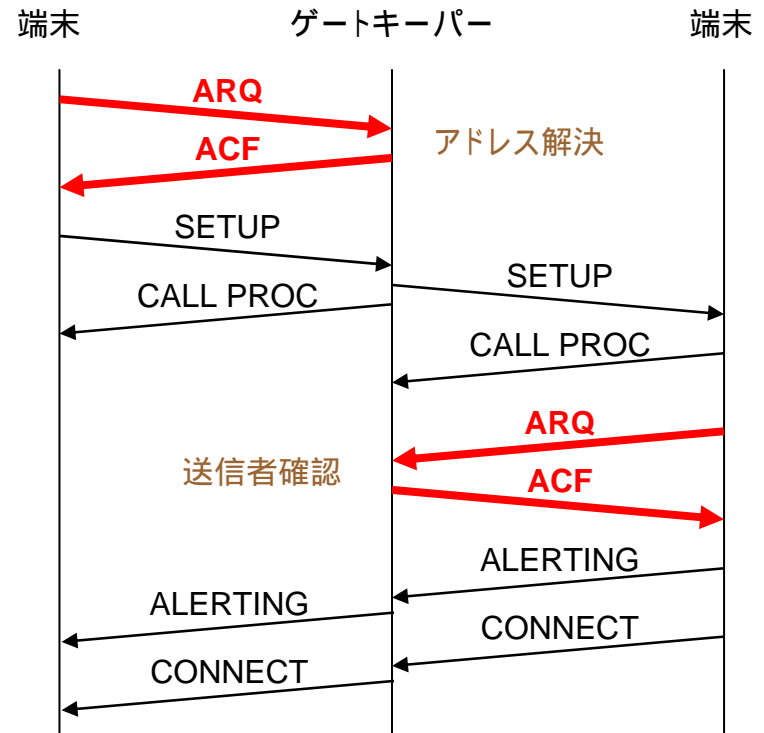 端末 ゲートキーパー 端末
ARQ
アドレス解決
ACF
SETUP
SETUP
CALL PROC
CALL PROC
ARQ
送信者確認
ACF
ALERTING
ALERTING
CONNECT
CONNECT